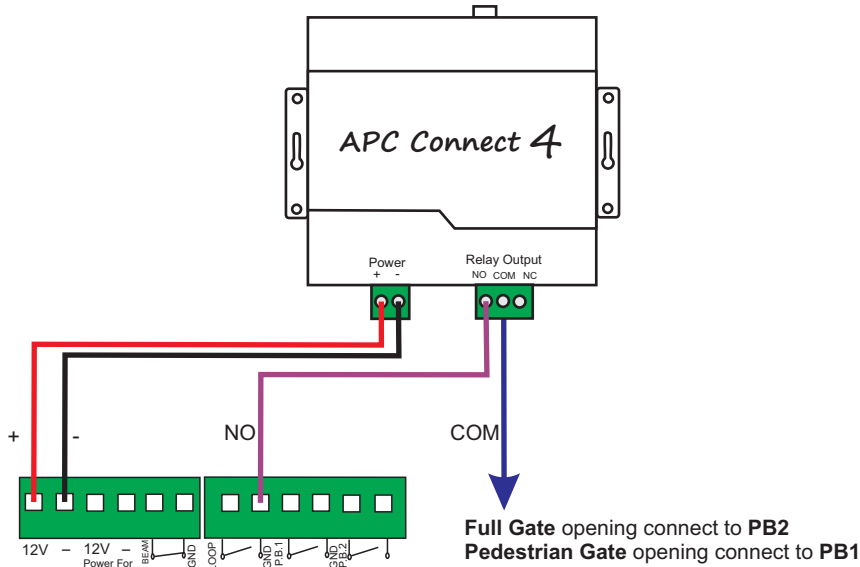 APC Connect 4
Power
+ -
Relay Output
NO COM NC
+ - NO COM
12V – 12V – BEAM GND LOOP GND P.B.1 GND P.B.2
Power For
Full Gate opening connect to PB2
Pedestrian Gate opening connect to PB1